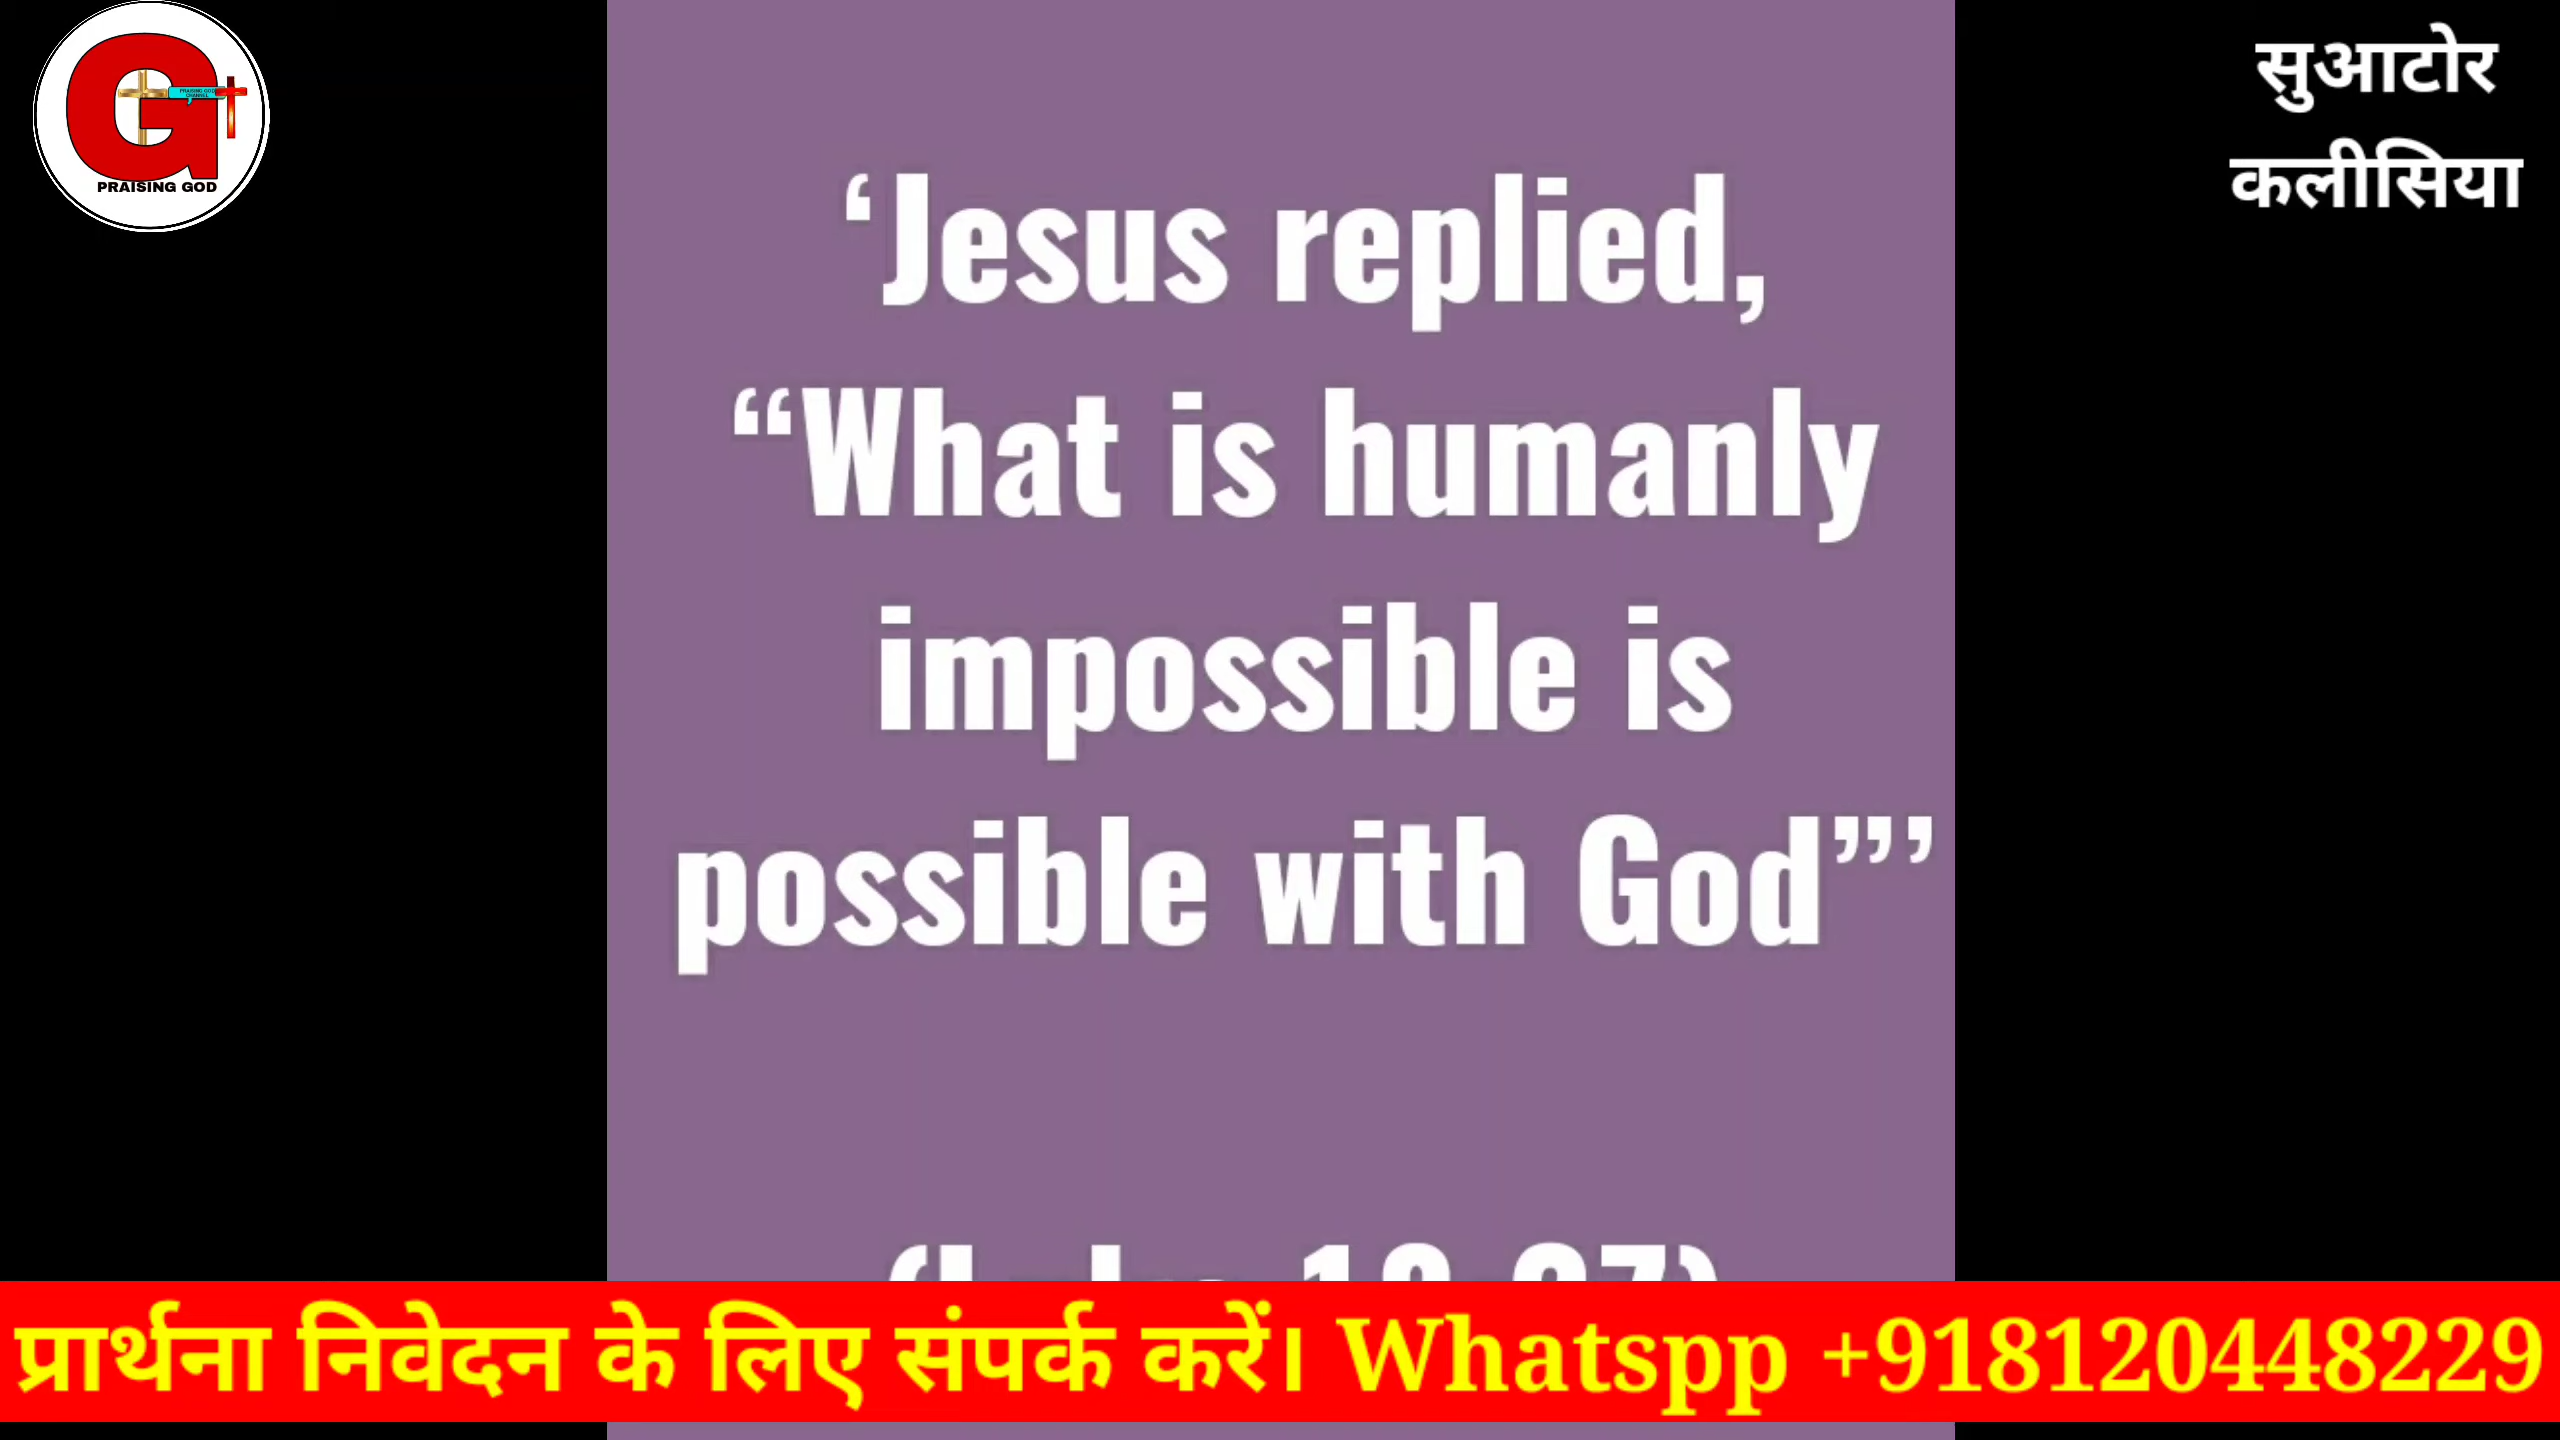 PRAISING GOD
सुआटोर
कलीसिया
‘Jesus replied,
“What is humanly
impossible is
possible with God”’
प्रार्थना निवेदन के लिए संपर्क करें। Whatspp +918120448229